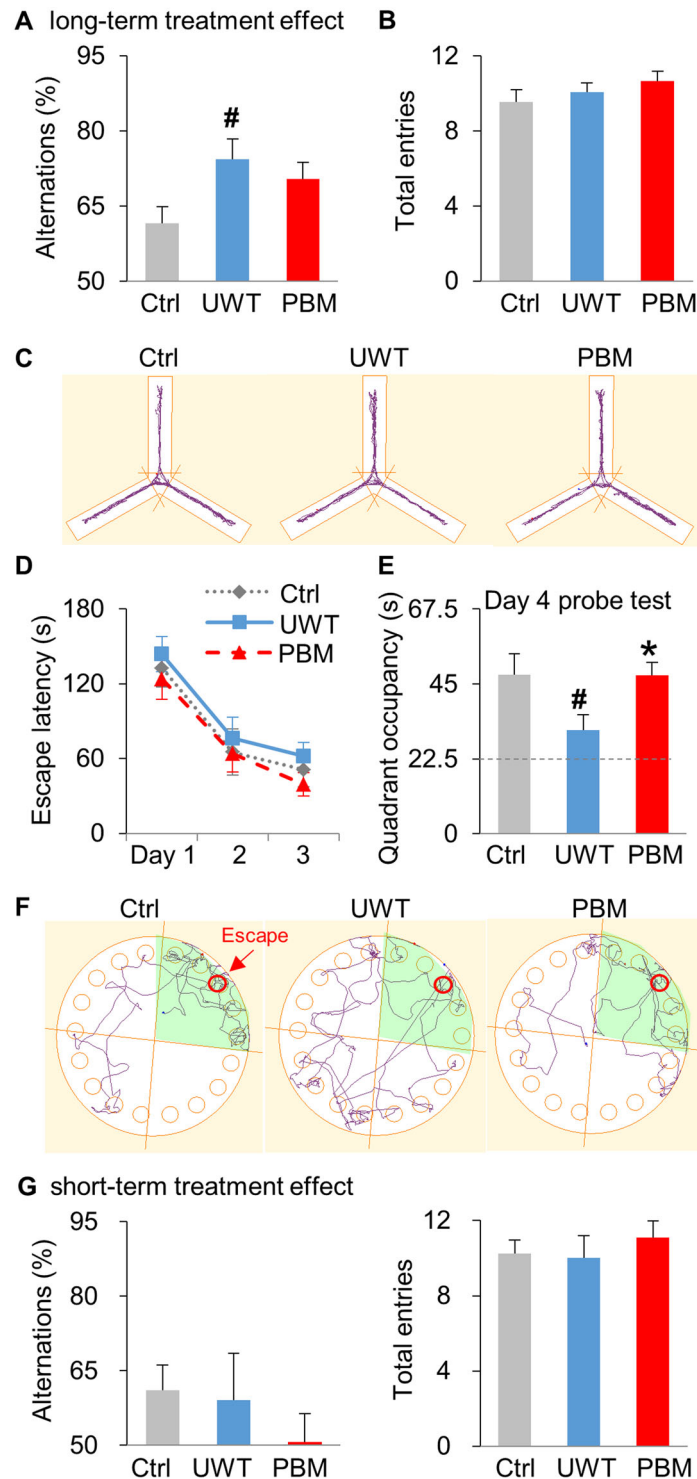 A long-term treatment effect
B
Alternations (%)
95
80
65
50
#
Ctrl UWT PBM
Total entries
12
8
4
0
Ctrl UWT PBM
C
Ctrl UWT PBM
D
Escape latency (s)
180
120
60
0
Ctrl
UWT
PBM
Day 1 2 3
E
Day 4 probe test
Quadrant occupancy (s)
67.5
45
22.5
0
#
*
Ctrl UWT PBM
F
Ctrl UWT PBM
Escape
G short-term treatment effect
Alternations (%)
95
80
65
50
Ctrl UWT PBM
Total entries
12
8
4
0
Ctrl UWT PBM